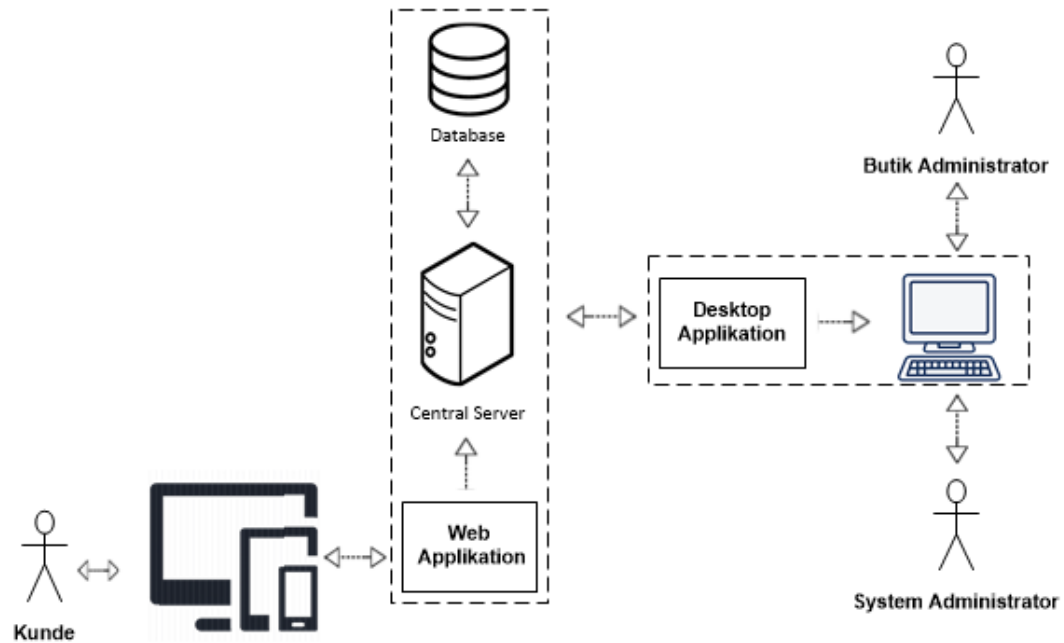 Database
Butik Administrator
Desktop
Applikation
Central Server
Web
Applikation
Kunde
System Administrator